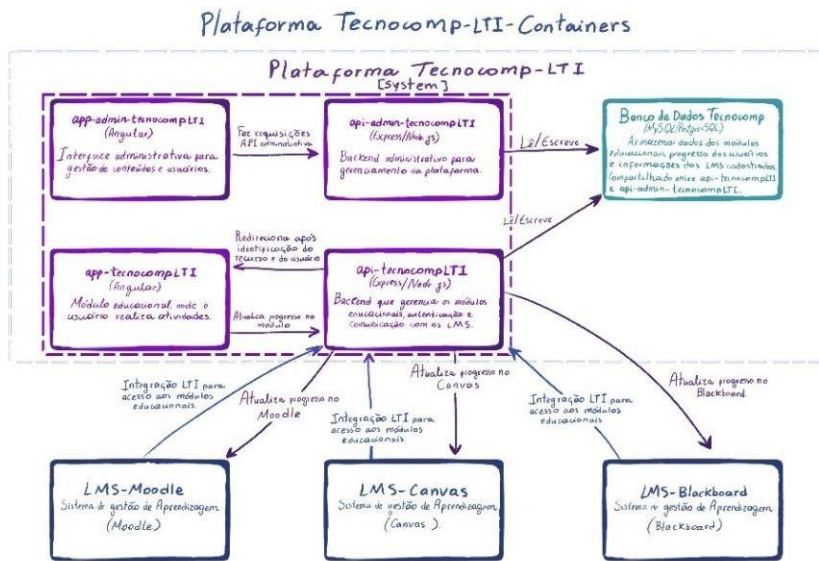 Plataforma Tecnocomp-LTI-Containers
Plataforma Tecnocomp-LTI
[System]
app-admin-tecnocompLTI
(Angular)
Interface administrativa para
gestão de conteúdos e usuários.
Faz requisições
API administrativa
api-admin-tecnocompLTI
(Express/Node.js)
Backend administrativo para
gerenciamento na plataforma.
Lê/Escreve
Banco de Dados Tecnocomp
(MySQL/PostgreSQL)
Armazenar dados dos módulos
educacionais, progresso dos usuários
e informações dos LMS cadastrados.
Compartilhado entre api-tecnocompLTI
e api-admin-tecnocompLTI.
Lê/Escreve
Redireciona após
identificação do
recurso e do usuário
app-tecnocompLTI
(Angular)
Módulo educacional, onde o
usuário realiza atividades.
Atualiza progresso
no módulo
api-tecnocompLTI
(Express/Node.js)
Backend que gerencia os módulos
educacionais, autenticação e
comunicação com os LMS.
Integração LTI para
acesso aos módulos
educacionais
Atualiza progresso no
Moodle
Integração LTI para
acesso aos módulos
educacionais
Atualiza progresso no
Canvas
Integração LTI para
acesso aos módulos
educacionais
Atualiza progresso no
Blackboard
LMS-Moodle
Sistema de gestão de Aprendizagem
(Moodle)
LMS-Canvas
Sistema de gestão de Aprendizagem
(Canvas).
LMS-Blackboard
Sistema de gestão de Aprendizagem
(Blackboard)